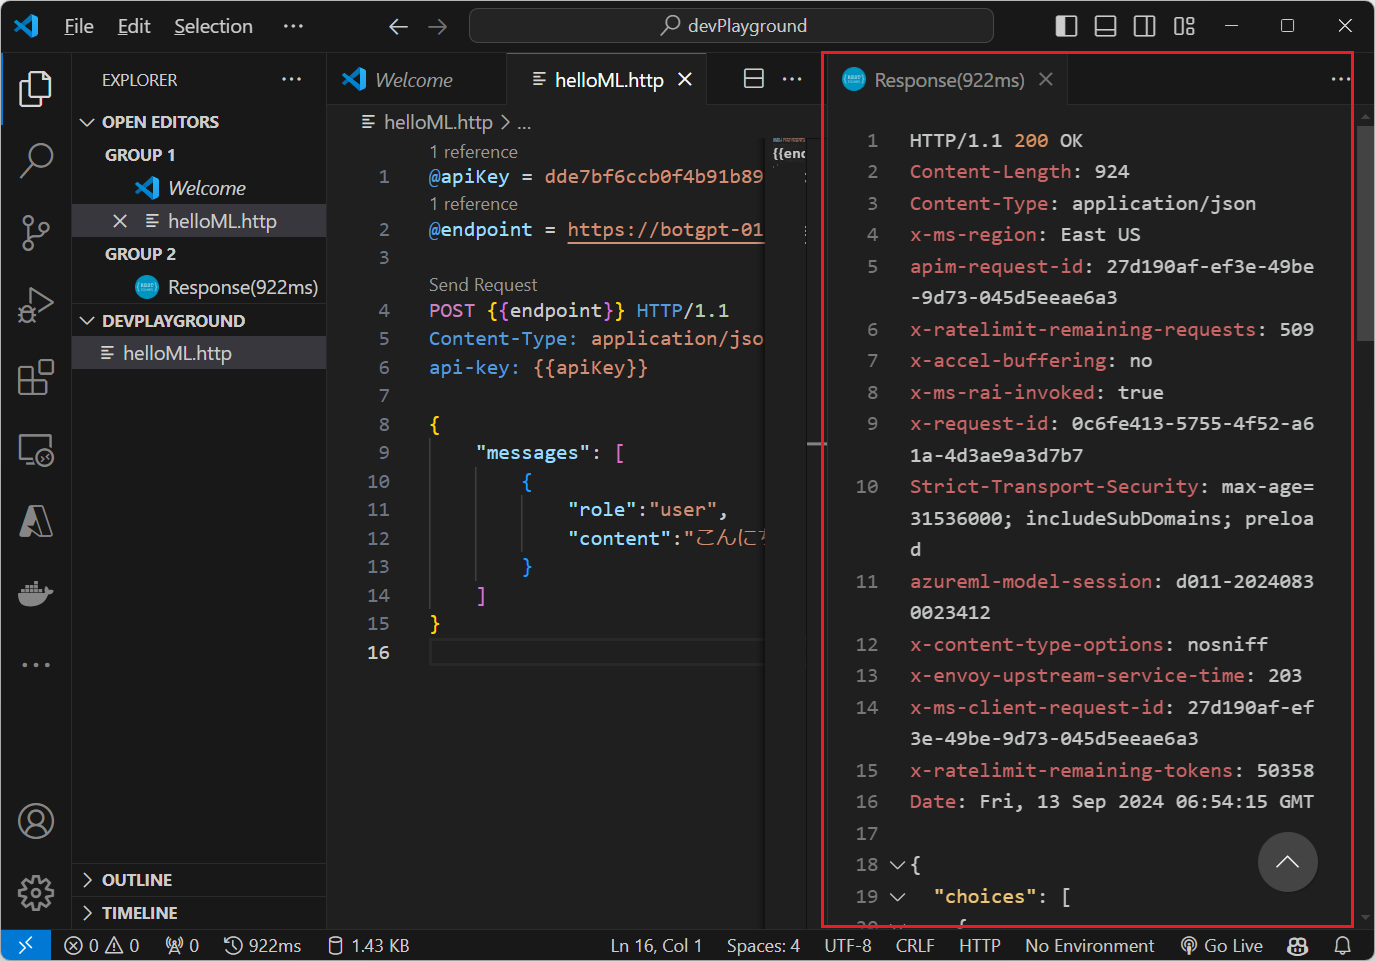 File Edit Selection ··· devPlayground
EXPLORER ···
OPEN EDITORS
GROUP 1
Welcome
helloML.http
GROUP 2
Response(922ms)
DEVPLAYGROUND
helloML.http
OUTLINE
TIMELINE
Welcome helloML.http ···
helloML.http > ...
1 reference
1 @apiKey = dde7bf6ccb0f4b91b89
1 reference
2 @endpoint = https://botgpt-01
3
Send Request
4 POST {{endpoint}} HTTP/1.1
5 Content-Type: application/jso
6 api-key: {{apiKey}}
7
8 {
9 "messages": [
10 {
11 "role":"user",
12 "content":"こんに
13 }
14 ]
15 }
16
{{end
Response(922ms) ···
1 HTTP/1.1 200 OK
2 Content-Length: 924
3 Content-Type: application/json
4 x-ms-region: East US
5 apim-request-id: 27d190af-ef3e-49be
-9d73-045d5eeae6a3
6 x-ratelimit-remaining-requests: 509
7 x-accel-buffering: no
8 x-ms-rai-invoked: true
9 x-request-id: 0c6fe413-5755-4f52-a6
1a-4d3ae9a3d7b7
10 Strict-Transport-Security: max-age=
31536000; includeSubDomains; preloa
d
11 azureml-model-session: d011-2024083
0023412
12 x-content-type-options: nosniff
13 x-envoy-upstream-service-time: 203
14 x-ms-client-request-id: 27d190af-ef
3e-49be-9d73-045d5eeae6a3
15 x-ratelimit-remaining-tokens: 50358
16 Date: Fri, 13 Sep 2024 06:54:15 GMT
17
18 {
19 "choices": [
0 0 0 922ms 1.43 KB Ln 16, Col 1 Spaces: 4 UTF-8 CRLF HTTP No Environment Go Live